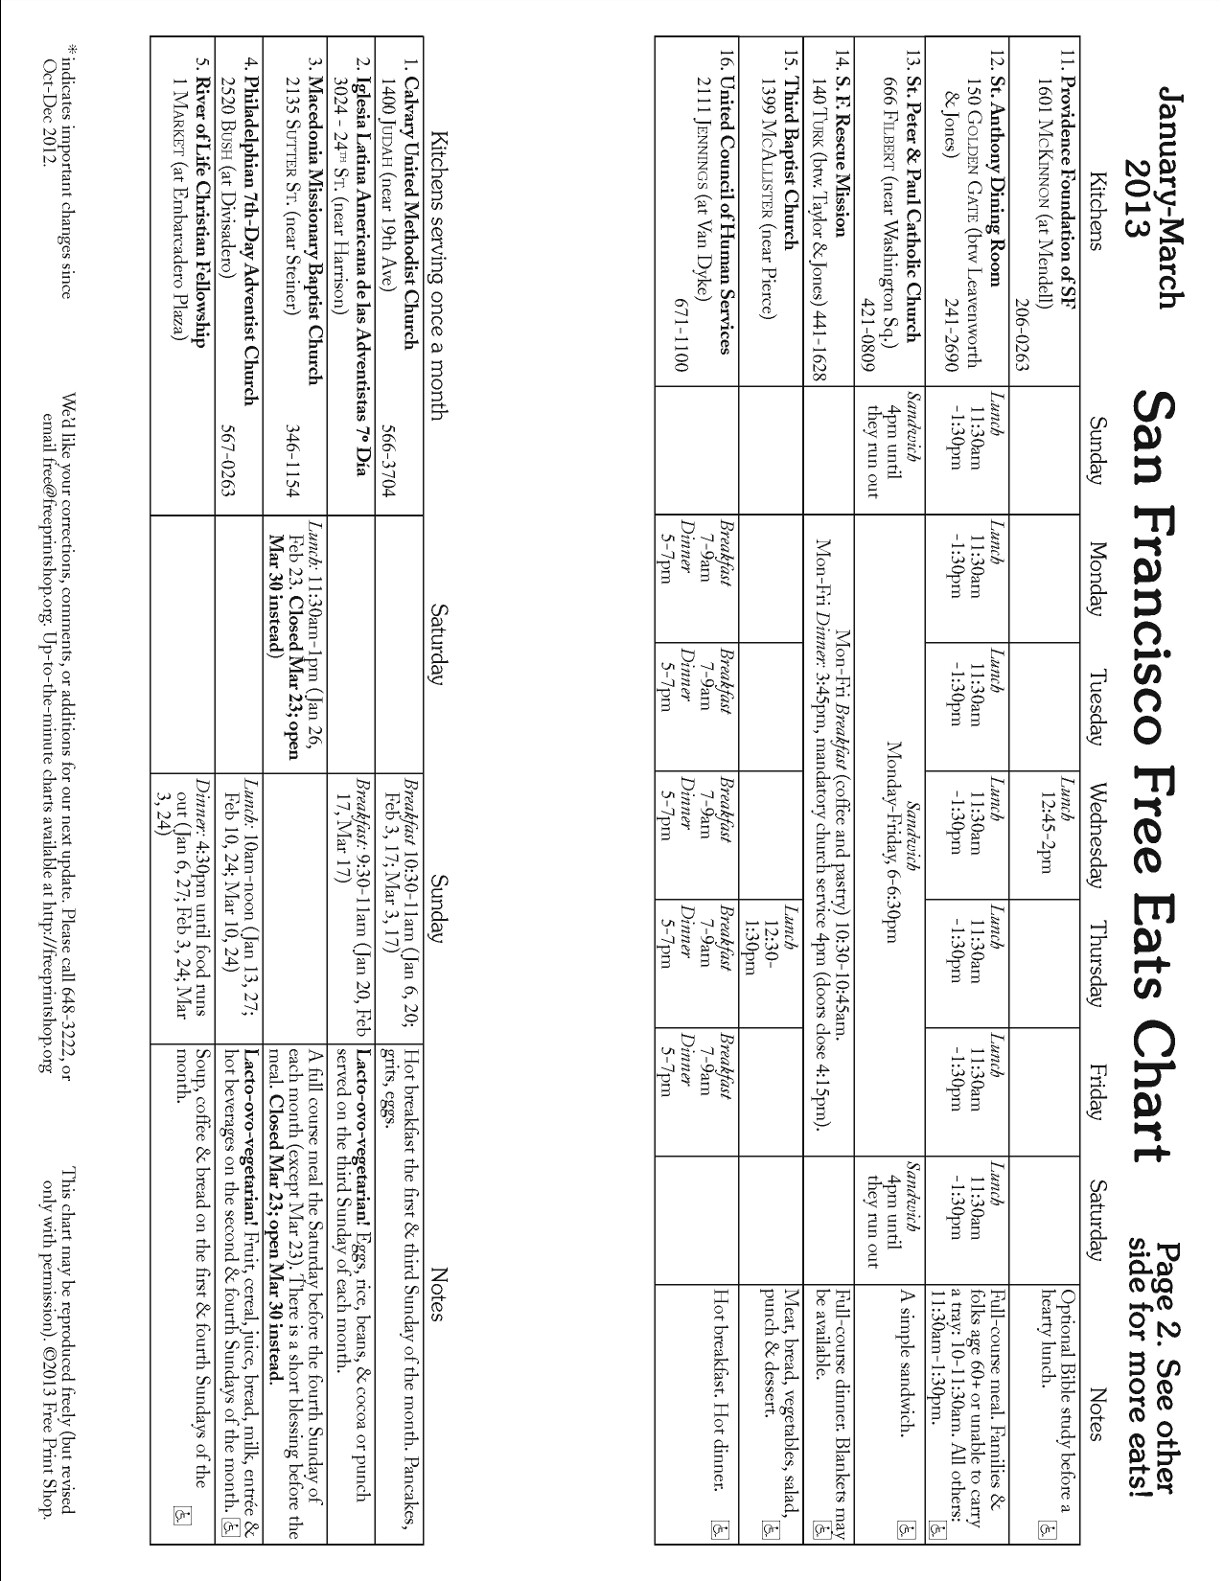 January-March
2013
San Francisco Free Eats Chart
Page 2. See other
side for more eats!
Kitchens
Sunday
Monday
Tuesday
Wednesday
Thursday
Friday
Saturday
Notes
11. Providence Foundation of SF
1601 McKinnon (at Mendell)
206-0263
Lunch
12:45-2pm
Optional Bible study before a
hearty lunch.
12. St. Anthony Dining Room
150 Golden Gate (btw Leavenworth
& Jones)
241-2690
Lunch
11:30am
-1:30pm
Lunch
11:30am
-1:30pm
Lunch
11:30am
-1:30pm
Lunch
11:30am
-1:30pm
Lunch
11:30am
-1:30pm
Lunch
11:30am
-1:30pm
Lunch
11:30am
-1:30pm
Full-course meal. Families &
folks age 60+ or unable to carry
a tray: 10-11:30am. All others:
11:30am-1:30pm.
13. St. Peter & Paul Catholic Church
666 Filbert (near Washington Sq.)
421-0809
Sandwich
4pm until
they run out
Sandwich
Monday-Friday, 6-6:30pm
Sandwich
4pm until
they run out
A simple sandwich.
14. S. F. Rescue Mission
140 Turk (btw. Taylor & Jones) 441-1628
Mon-Fri Breakfast (coffee and pastry) 10:30-10:45am.
Mon-Fri Dinner: 3:45pm, mandatory church service 4pm (doors close 4:15pm).
Full-course dinner. Blankets may
be available.
15. Third Baptist Church
1399 McAllister (near Pierce)
Lunch
12:30-
1:30pm
Meat, bread, vegetables, salad,
punch & dessert.
16. United Council of Human Services
2111 Jennings (at Van Dyke)
671-1100
Breakfast
7-9am
Dinner
5-7pm
Breakfast
7-9am
Dinner
5-7pm
Breakfast
7-9am
Dinner
5-7pm
Breakfast
7-9am
Dinner
5-7pm
Breakfast
7-9am
Dinner
5-7pm
Hot breakfast. Hot dinner.
Kitchens serving once a month
Saturday
Sunday
Notes
1. Calvary United Methodist Church
1400 Judah (near 19th Ave)
566-3704
Breakfast 10:30-11am (Jan 6, 20;
Feb 3, 17; Mar 3, 17)
Hot breakfast the first & third Sunday of the month. Pancakes,
grits, eggs.
2. Iglesia Latina Americana de las Adventistas 7º Día
3024 - 24TH St. (near Harrison)
Breakfast: 9:30-11am (Jan 20, Feb
17, Mar 17)
Lacto-ovo-vegetarian! Eggs, rice, beans, & cocoa or punch
served on the third Sunday of each month.
3. Macedonia Missionary Baptist Church
2135 Sutter St. (near Steiner)
346-1154
Lunch: 11:30am-1pm (Jan 26,
Feb 23. Closed Mar 23; open
Mar 30 instead)
A full course meal the Saturday before the fourth Sunday of
each month (except Mar 23). There is a short blessing before the
meal. Closed Mar 23; open Mar 30 instead.
4. Philadelphian 7th-Day Adventist Church
2520 Bush (at Divisadero)
567-0263
Lunch: 10am-noon (Jan 13, 27;
Feb 10, 24; Mar 10, 24)
Lacto-ovo-vegetarian! Fruit, cereal, juice, bread, milk, entrée &
hot beverages on the second & fourth Sundays of the month.
5. River of Life Christian Fellowship
1 Market (at Embarcadero Plaza)
Dinner: 4:30pm until food runs
out (Jan 6, 27; Feb 3, 24; Mar
3, 24)
Soup, coffee & bread on the first & fourth Sundays of the
month.
* indicates important changes since
Oct-Dec 2012.
We'd like your corrections, comments, or additions for our next update. Please call 648-3222, or
email free@freeprintshop.org. Up-to-the-minute charts available at http://freeprintshop.org
This chart may be reproduced freely (but revised
only with permission). ©2013 Free Print Shop.